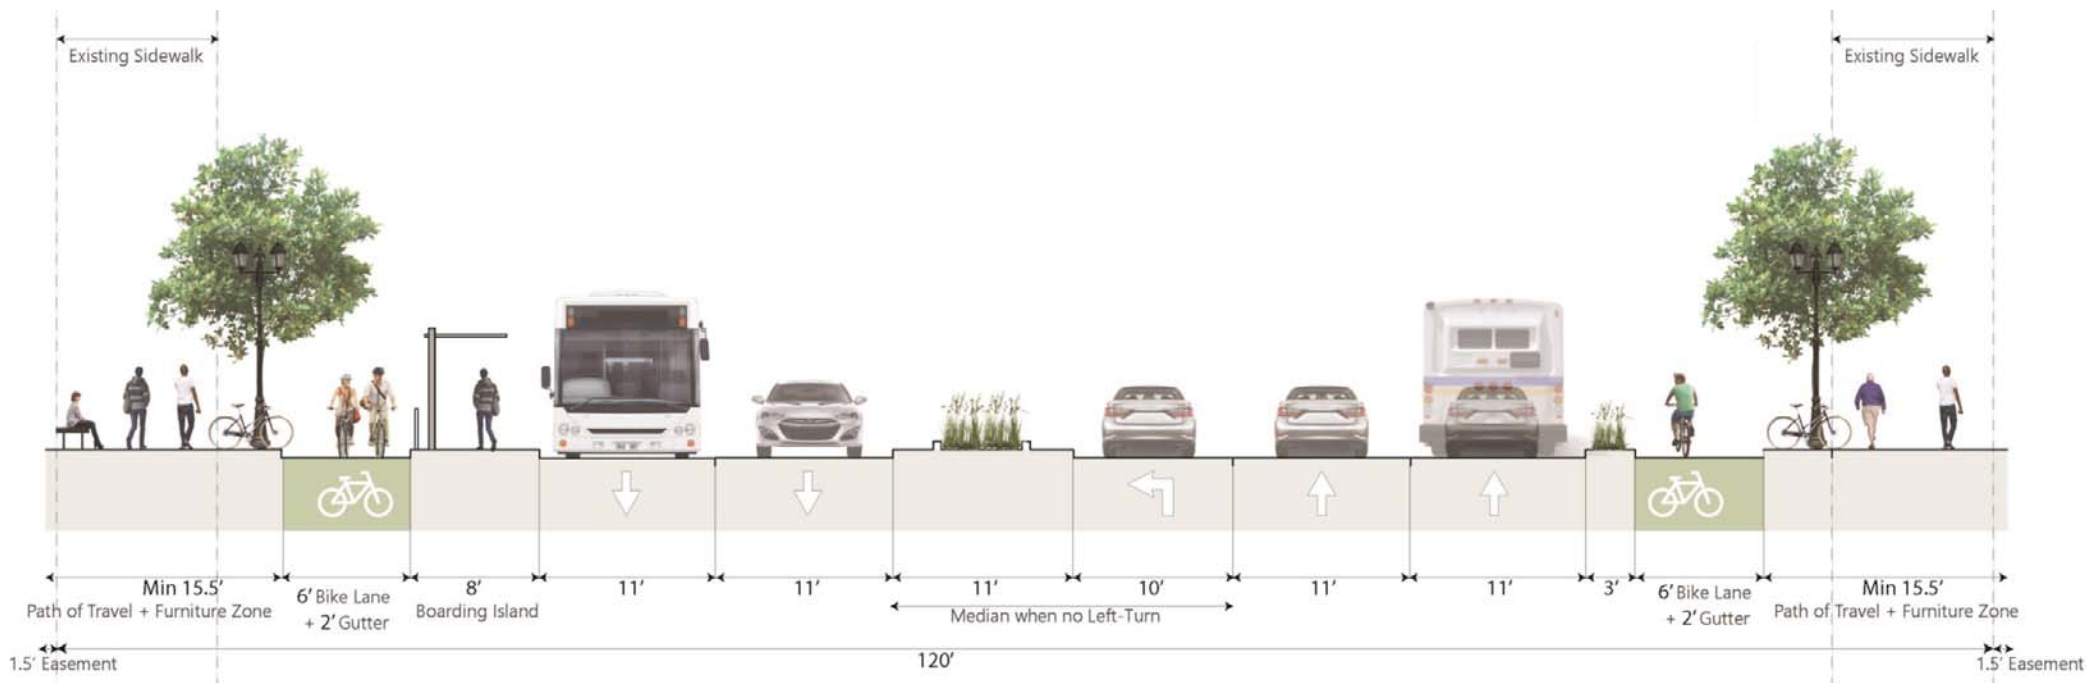 Existing Sidewalk
Existing Sidewalk
Min 15.5'
Path of Travel + Furniture Zone
6' Bike Lane
+ 2' Gutter
8'
Boarding Island
11'
11'
11'
10'
Median when no Left-Turn
11'
11'
3'
6' Bike Lane
+ 2' Gutter
Min 15.5'
Path of Travel + Furniture Zone
1.5' Easement
120'
1.5' Easement